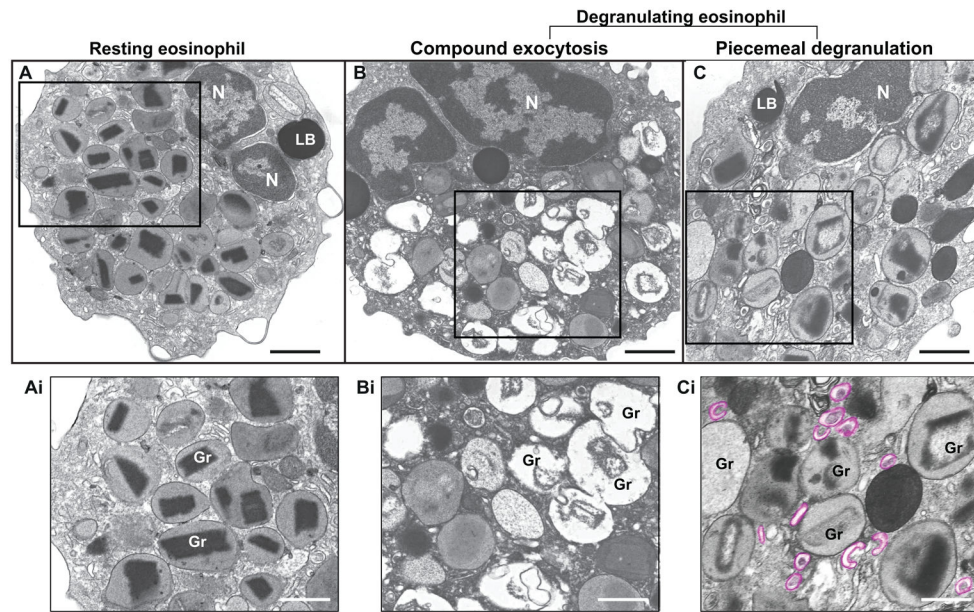 Degranulating eosinophil
Resting eosinophil
Compound exocytosis
Piecemeal degranulation
A
N
LB
N
B
N
C
LB
N
Ai
Gr
Gr
Bi
Gr
Gr
Gr
Ci
Gr
Gr
Gr
Gr